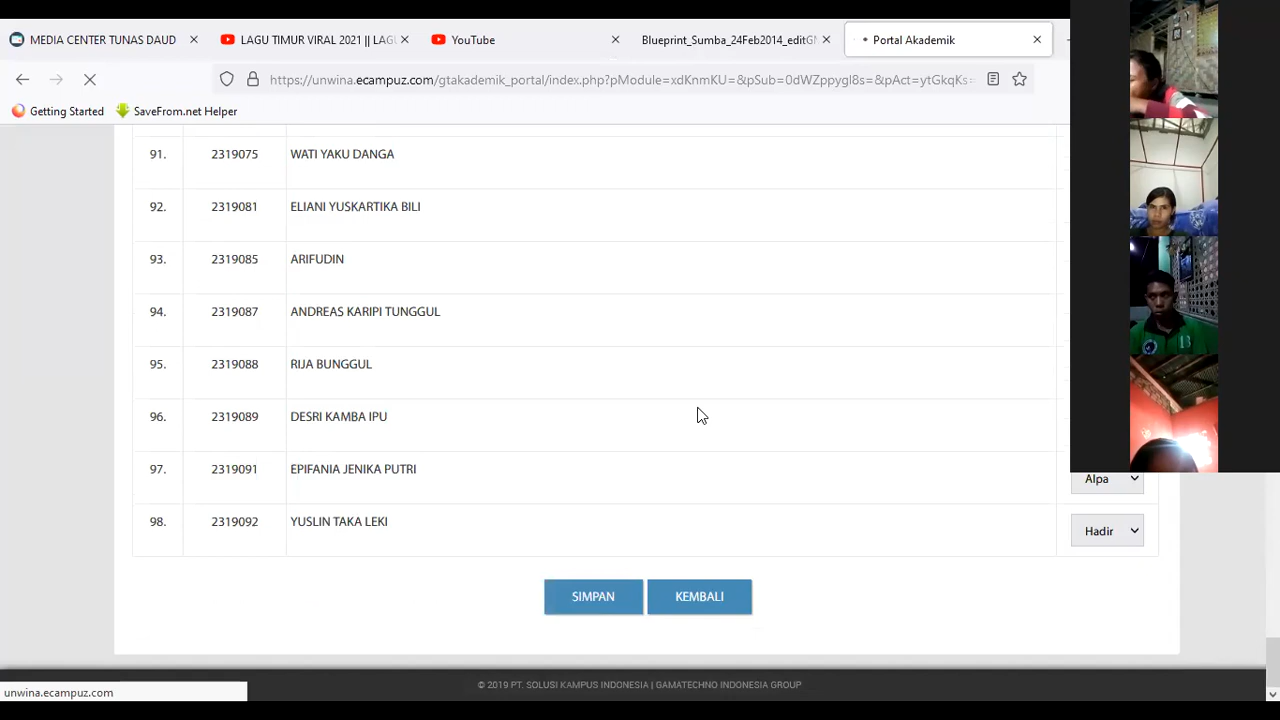 MEDIA CENTER TUNAS DAUD
LAGU TIMUR VIRAL 2021 || LAG
YouTube
Blueprint_Sumba_24Feb2014_editG
Portal Akademik
https://unwina.ecampuz.com/gtakademik_portal/index.php?pModule=xdKnmKU=&pSub=0dWZppygl8s=&pAct=ytGkqKs=
Getting Started
SaveFrom.net Helper
91. 2319075 WATI YAKU DANGA
92. 2319081 ELIANI YUSKARTIKA BILI
93. 2319085 ARIFUDIN
94. 2319087 ANDREAS KARIPI TUNGGUL
95. 2319088 RIJA BUNGGUL
96. 2319089 DESRI KAMBA IPU
97. 2319091 EPIFANIA JENIKA PUTRI Alpa
98. 2319092 YUSLIN TAKA LEKI Hadir
SIMPAN KEMBALI
© 2019 PT. SOLUSI KAMPUS INDONESIA | GAMATECHNO INDONESIA GROUP
unwina.ecampuz.com
13